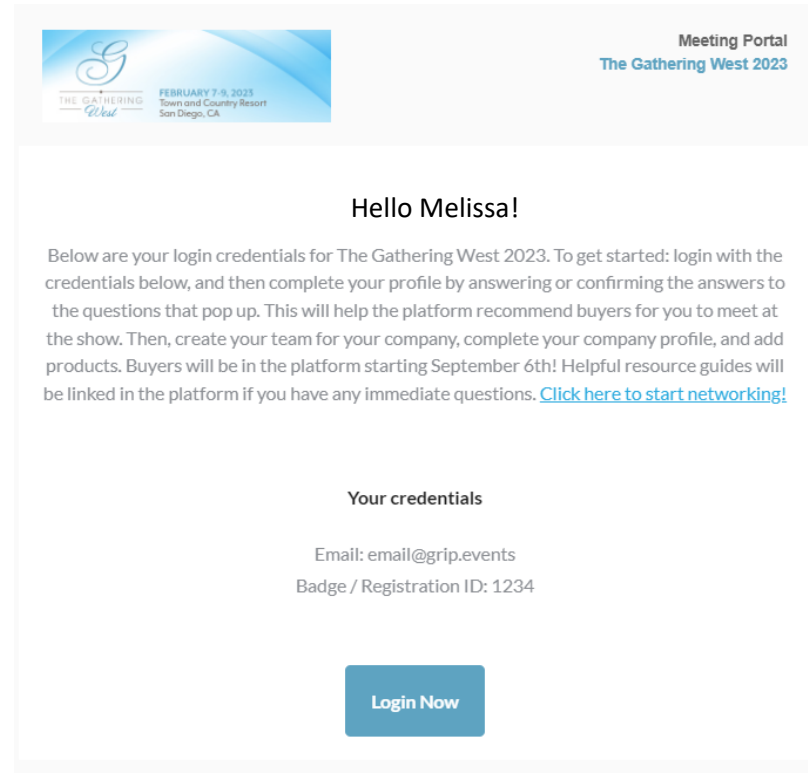 G
THE GATHERING
West
FEBRUARY 7-9, 2023
Town and Country Resort
San Diego, CA
Meeting Portal
The Gathering West 2023
Hello Melissa!
Below are your login credentials for The Gathering West 2023. To get started: login with the
credentials below, and then complete your profile by answering or confirming the answers to
the questions that pop up. This will help the platform recommend buyers for you to meet at
the show. Then, create your team for your company, complete your company profile, and add
products. Buyers will be in the platform starting September 6th! Helpful resource guides will
be linked in the platform if you have any immediate questions. Click here to start networking!
Your credentials
Email: email@grip.events
Badge / Registration ID: 1234
Login Now